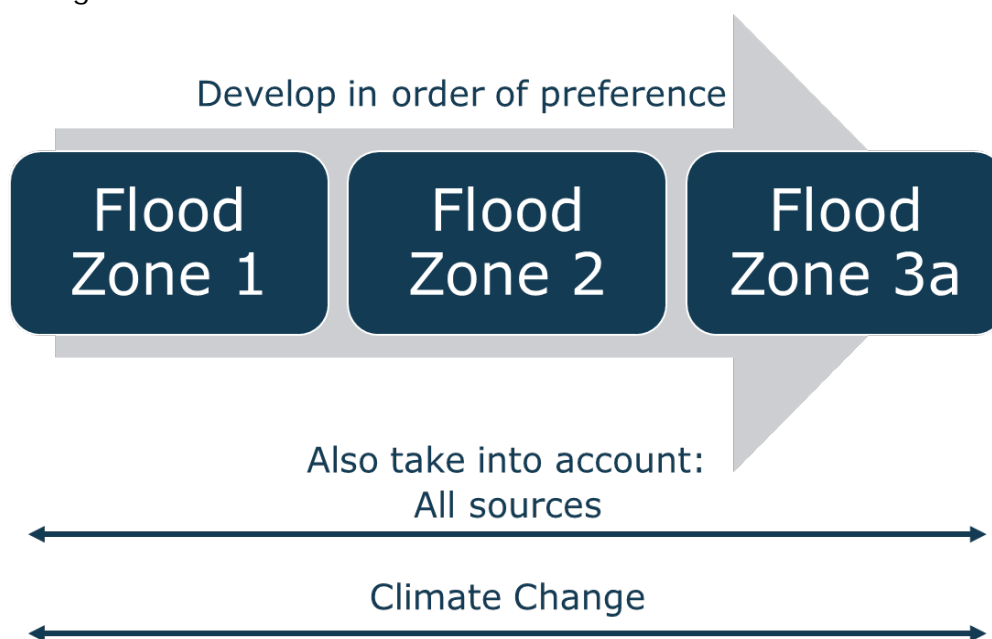 Develop in order of preference
Flood
Zone 1
Flood
Zone 2
Flood
Zone 3a
Also take into account:
All sources
Climate Change